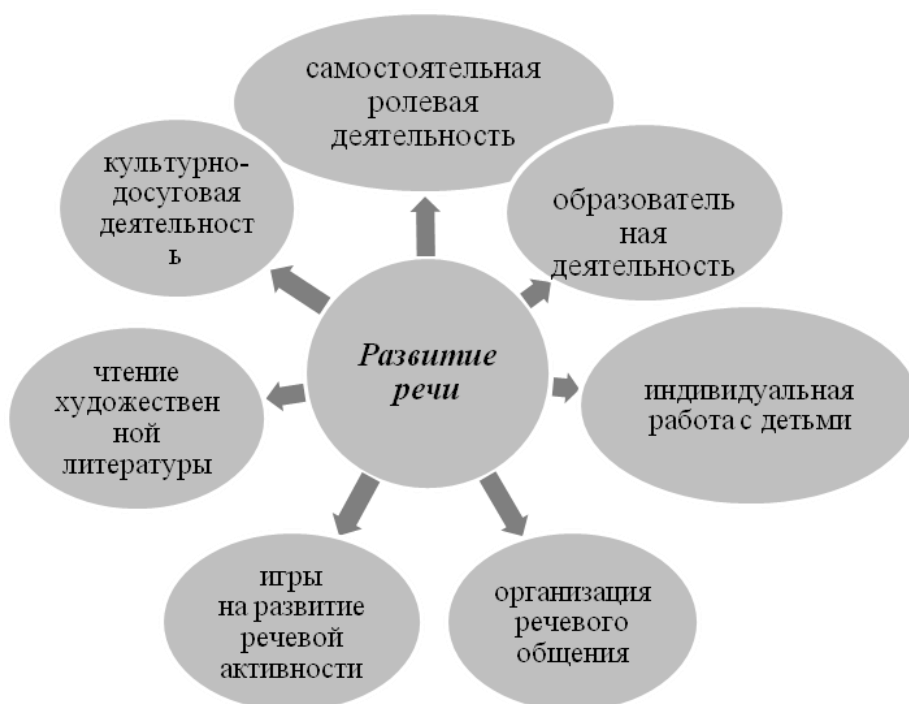 самостоятельная
ролевая
деятельность
культурно-
досуговая
деятельност
ь
образователь
ная
деятельность
Развитие
речи
чтение
художествен
ной
литературы
индивидуальная
работа с детьми
игры
на развитие
речевой
активности
организация
речевого
общения